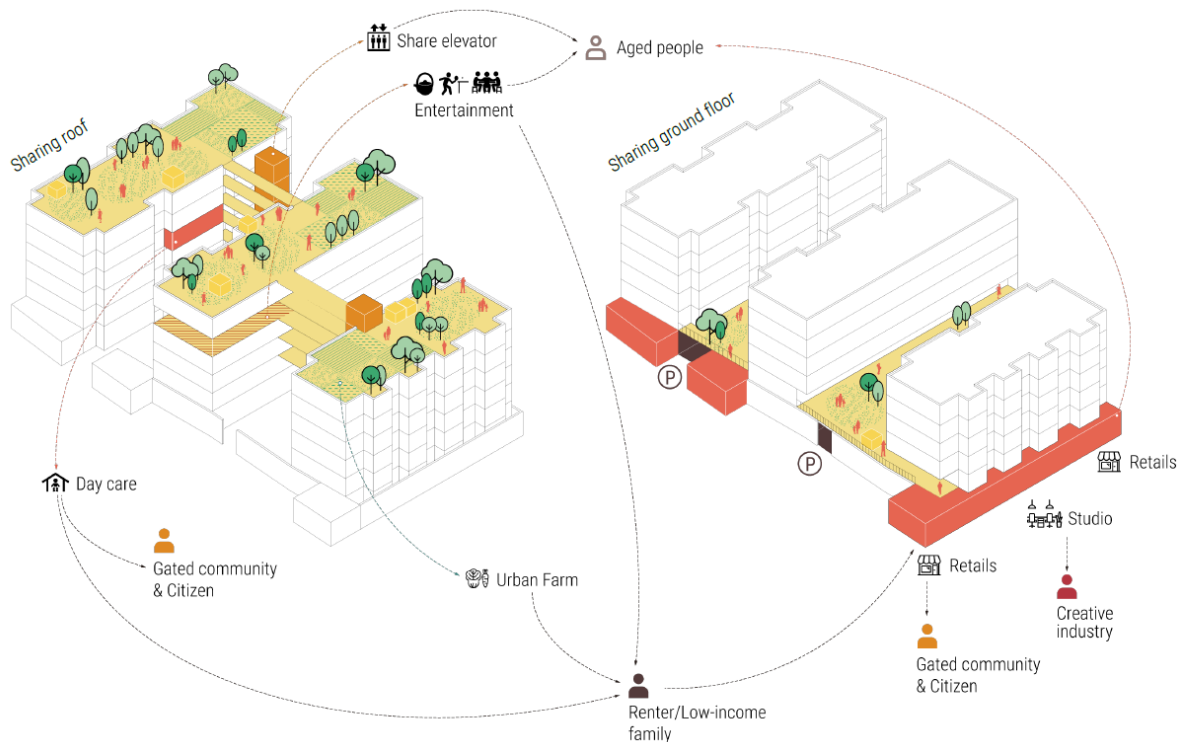 Share elevator
Aged people
Entertainment
Sharing roof
Sharing ground floor
P
P
Day care
Retails
Studio
Gated community
& Citizen
Urban Farm
Retails
Creative
industry
Gated community
& Citizen
Renter/Low-income
family